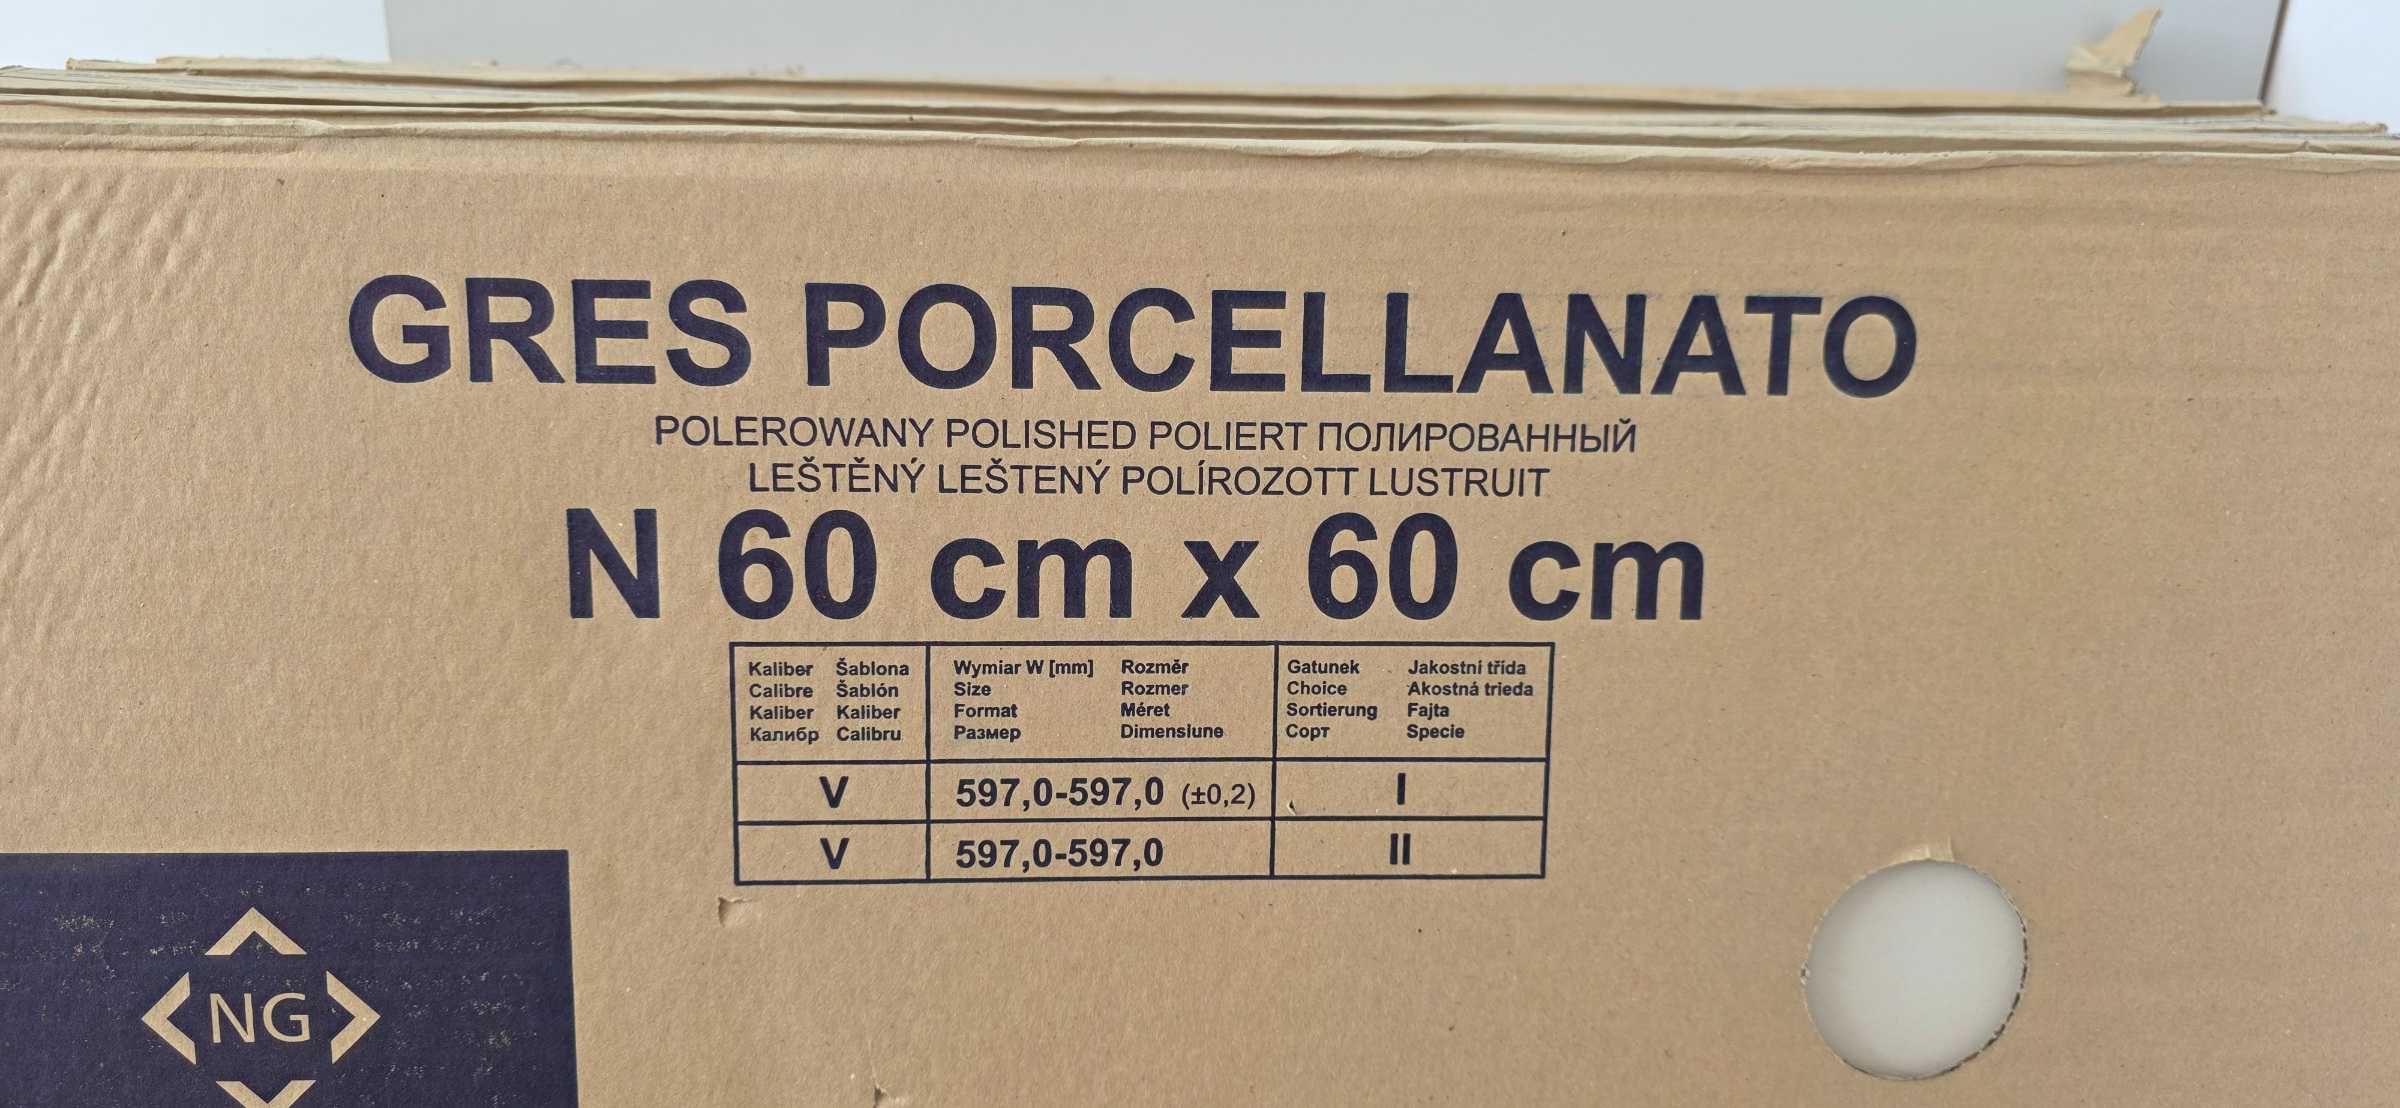 GRES PORCELLANATO
POLEROWANY POLISHED POLIERT ПОЛИРОВАННЫЙ
LEŠTĚNÝ LEŠTENÝ POLÍROZOTT LUSTRUIT
N 60 cm x 60 cm
Kaliber Šablona Wymiar W [mm] Rozměr Gatunek Jakostní třída
Calibre Šablón Size Rozmer Choice Akostná trieda
Kaliber Kaliber Format Méret Sortierung Fajta
Калибр Calibru Размер Dimensiune Сорт Specie
V 597,0-597,0 (±0,2) I
V 597,0-597,0 II
NG